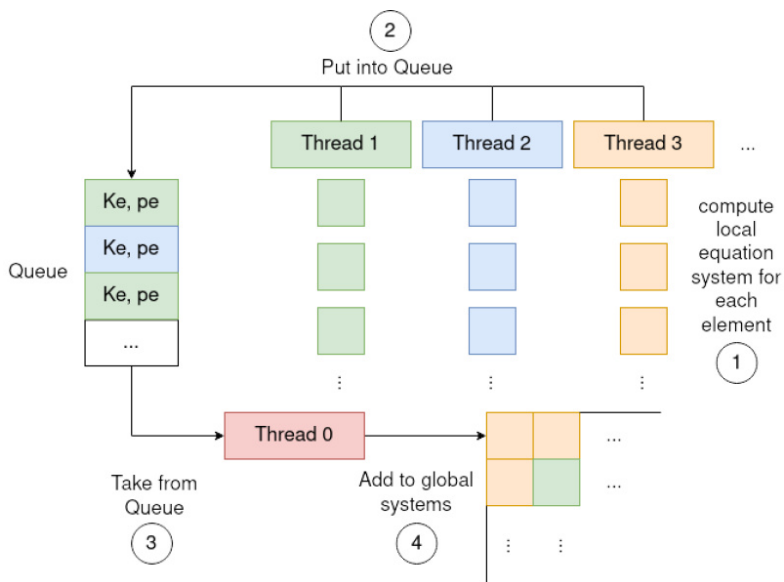 2
Put into Queue
Thread 1
Thread 2
Thread 3
...
Ke, pe
Ke, pe
Ke, pe
...
Queue
compute
local
equation
system for
each
element
1
...
...
...
Thread 0
Take from
Queue
3
Add to global
systems
4
...
...
...
...